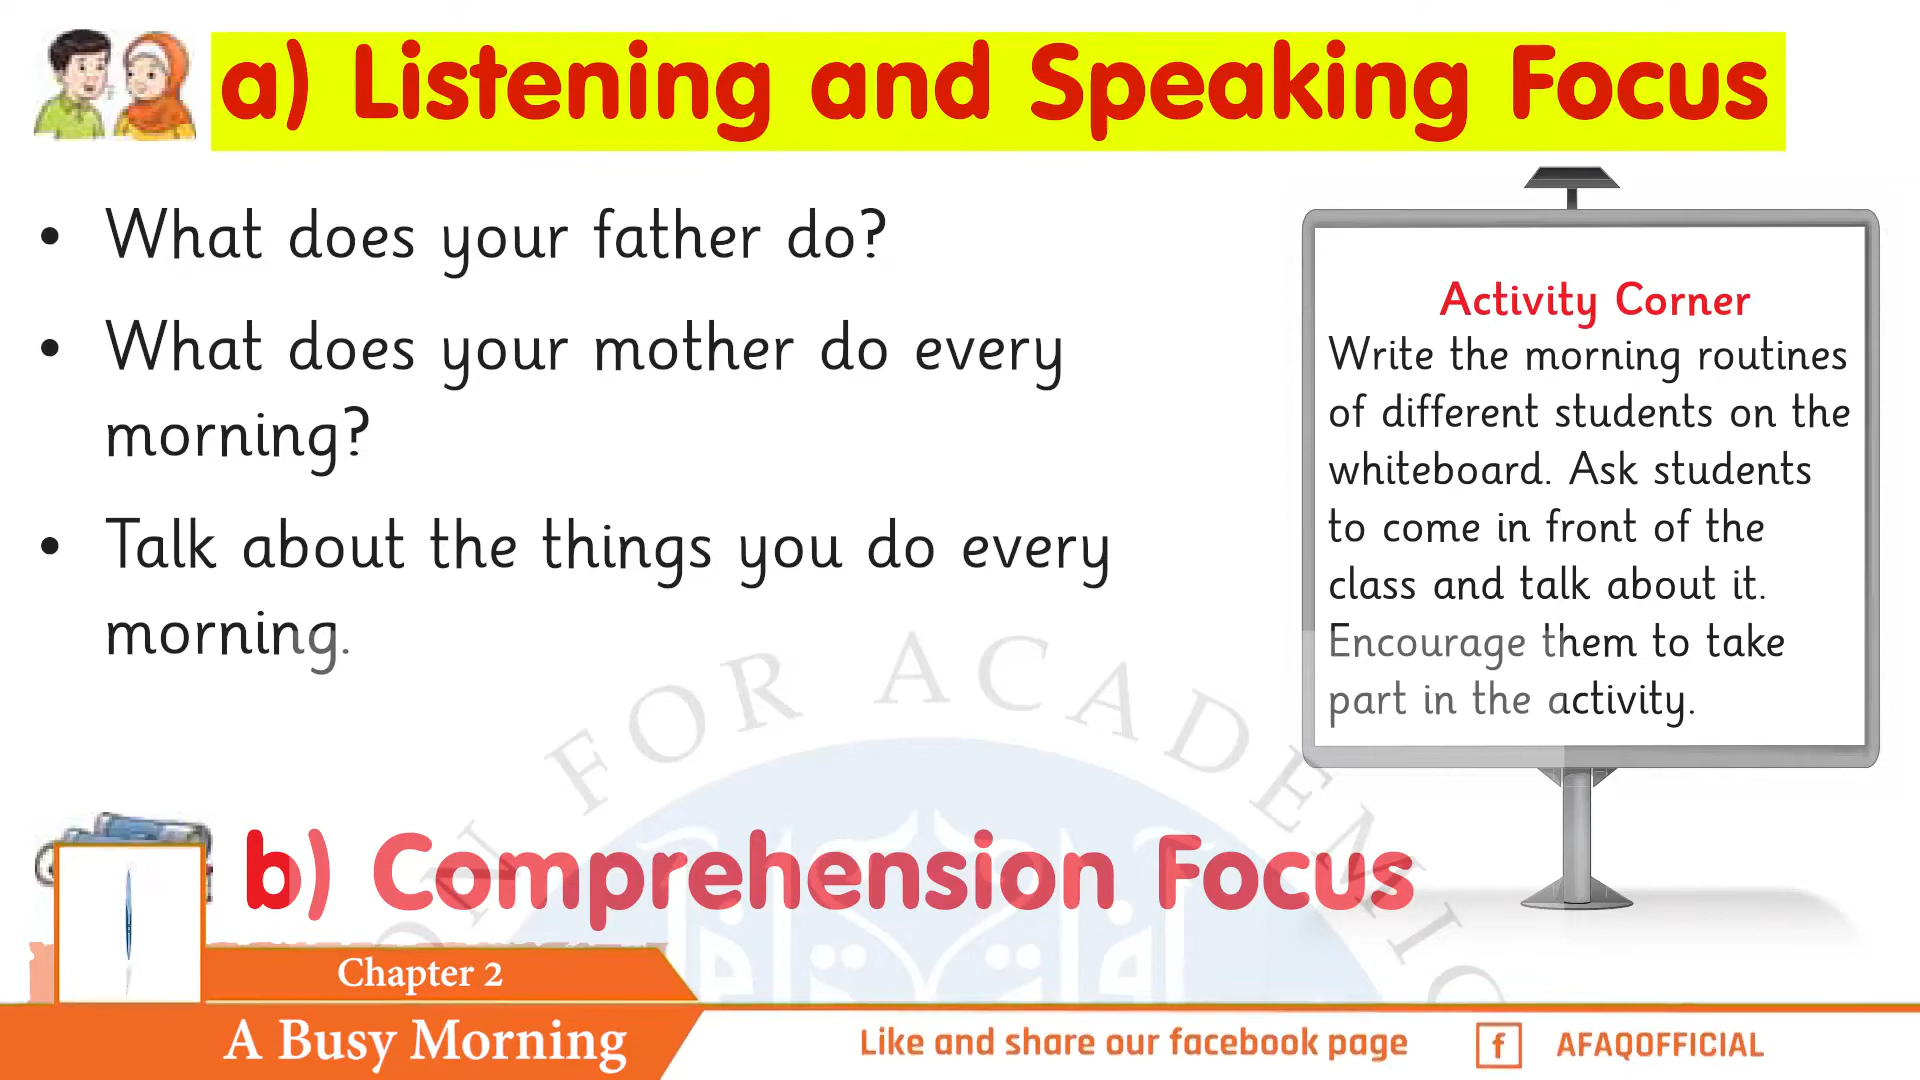 a) Listening and Speaking Focus
• What does your father do?
• What does your mother do every
morning?
• Talk about the things you do every
morning.
Activity Corner
Write the morning routines
of different students on the
whiteboard. Ask students
to come in front of the
class and talk about it.
Encourage them to take
part in the activity.
ON FOR ACADEMIC
b) Comprehension Focus
Chapter 2
A Busy Morning
Like and share our facebook page
f AFAQOFFICIAL